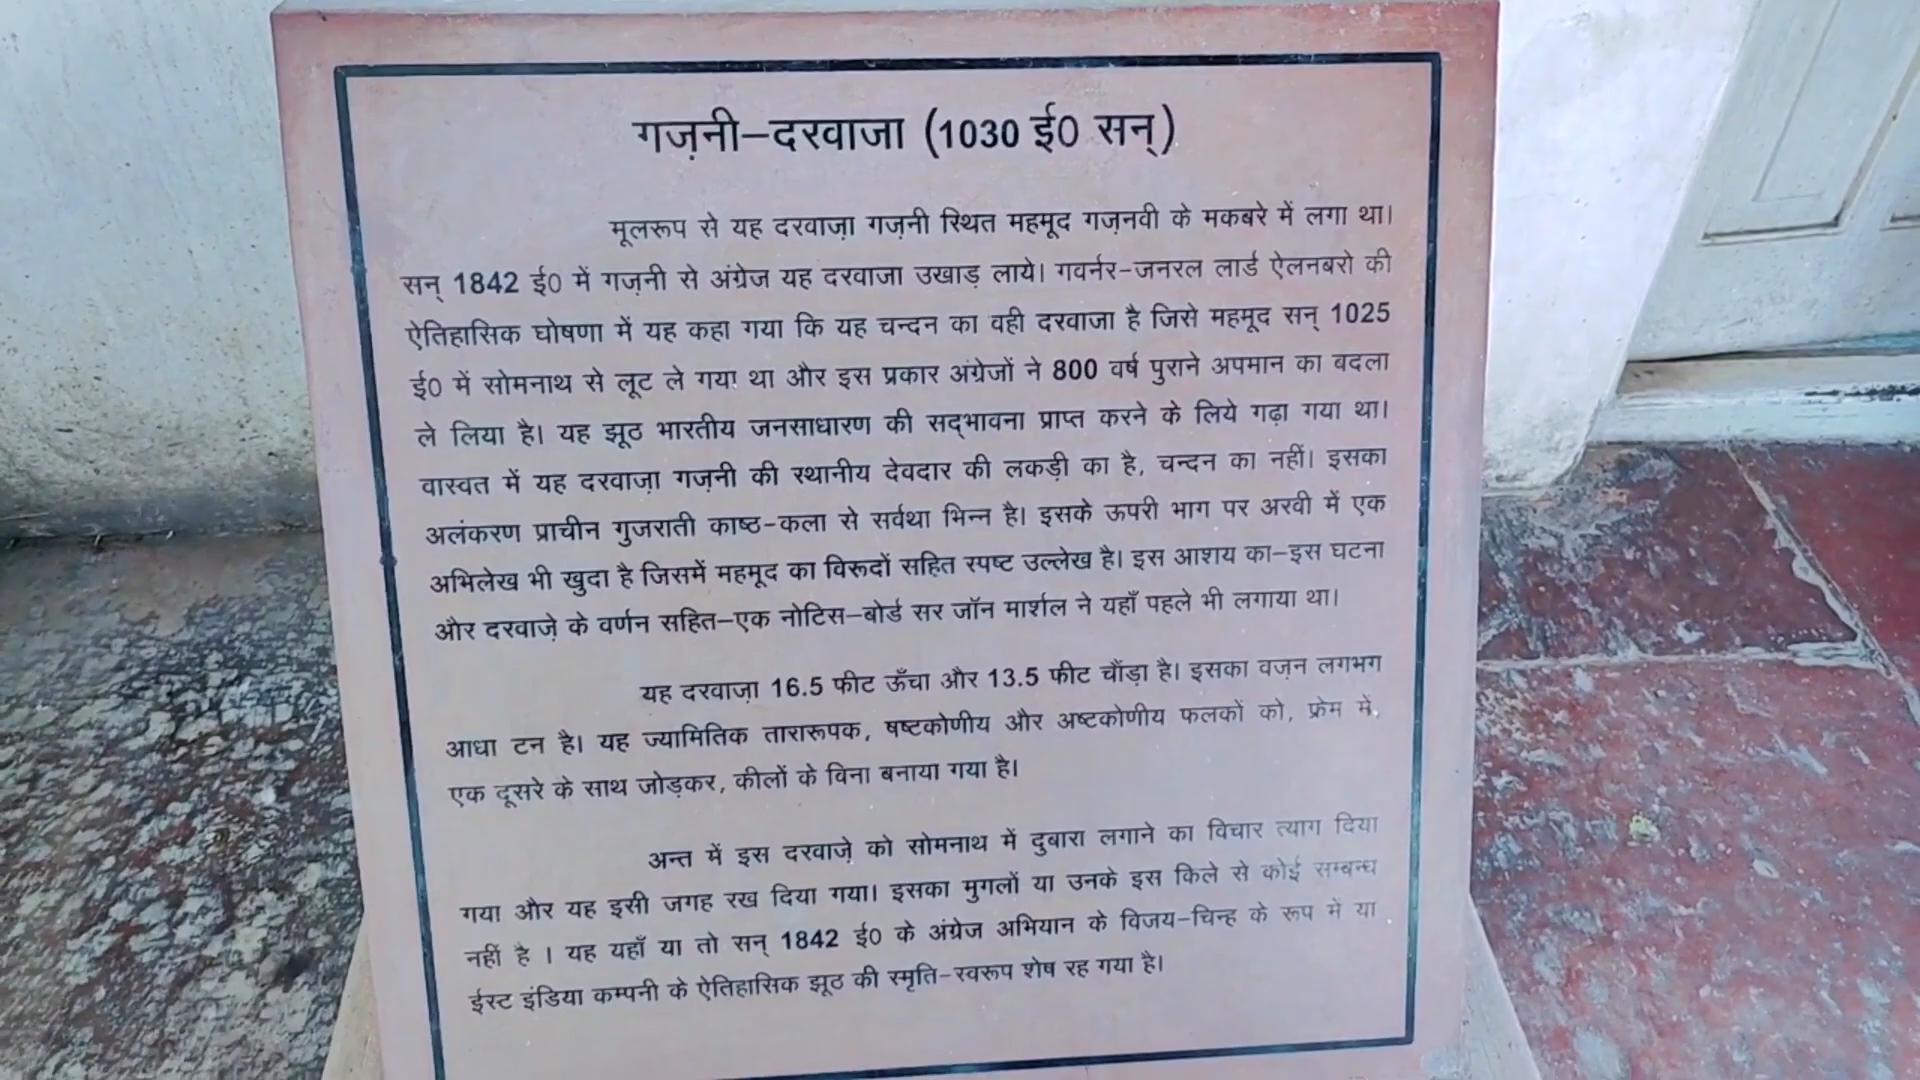 गज़नी–दरवाजा (1030 ई0 सन्)
मूलरूप से यह दरवाज़ा गज़नी स्थित महमूद गज़नवी के मकबरे में लगा था।
सन् 1842 ई0 में गज़नी से अंग्रेज यह दरवाजा उखाड़ लाये। गवर्नर-जनरल लार्ड ऐलनबरो की
ऐतिहासिक घोषणा में यह कहा गया कि यह चन्दन का वही दरवाजा है जिसे महमूद सन् 1025
ई0 में सोमनाथ से लूट ले गया था और इस प्रकार अंग्रेजों ने 800 वर्ष पुराने अपमान का बदला
ले लिया है। यह झूठ भारतीय जनसाधारण की सद्भावना प्राप्त करने के लिये गढ़ा गया था।
वास्वत में यह दरवाज़ा गज़नी की स्थानीय देवदार की लकड़ी का है, चन्दन का नहीं। इसका
अलंकरण प्राचीन गुजराती काष्ठ-कला से सर्वथा भिन्न है। इसके ऊपरी भाग पर अरवी में एक
अभिलेख भी खुदा है जिसमें महमूद का विरूदों सहित स्पष्ट उल्लेख है। इस आशय का–इस घटना
और दरवाजे़ के वर्णन सहित–एक नोटिस–बोर्ड सर जॉन मार्शल ने यहाँ पहले भी लगाया था।
यह दरवाज़ा 16.5 फीट ऊँचा और 13.5 फीट चौंड़ा है। इसका वज़न लगभग
आधा टन है। यह ज्यामितिक तारारूपक, षष्टकोणीय और अष्टकोणीय फलकों को, फ्रेम में,
एक दूसरे के साथ जोड़कर, कीलों के विना बनाया गया है।
अन्त में इस दरवाजे़ को सोमनाथ में दुबारा लगाने का विचार त्याग दिया
गया और यह इसी जगह रख दिया गया। इसका मुगलों या उनके इस किले से कोई सम्बन्ध
नहीं है । यह यहाँ या तो सन् 1842 ई0 के अंग्रेज अभियान के विजय-चिन्ह के रूप में या
ईस्ट इंडिया कम्पनी के ऐतिहासिक झूठ की स्मृति-स्वरूप शेष रह गया है।